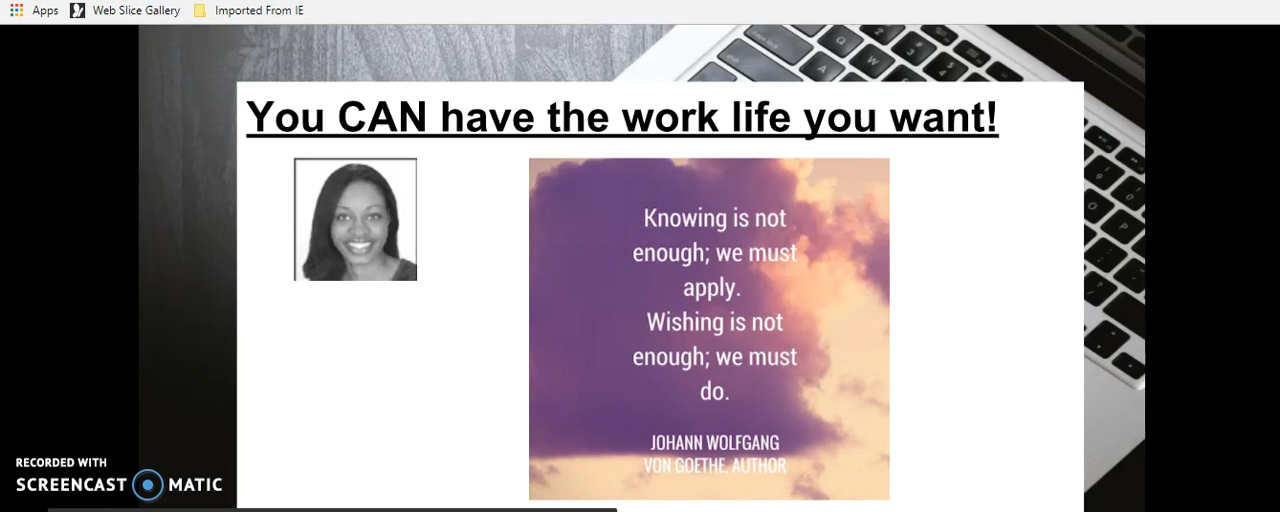 Apps Web Slice Gallery Imported From IE
You CAN have the work life you want!
Knowing is not
enough; we must
apply.
Wishing is not
enough; we must
do.
JOHANN WOLFGANG
VON GOETHE, AUTHOR
RECORDED WITH
SCREENCAST MATIC